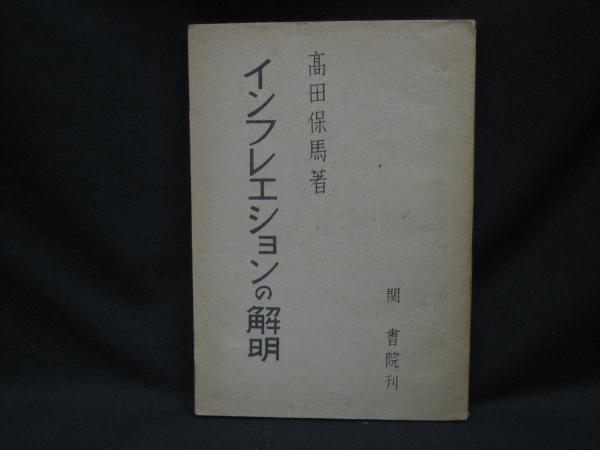 関書院刊
髙田保馬著
インフレエションの解明